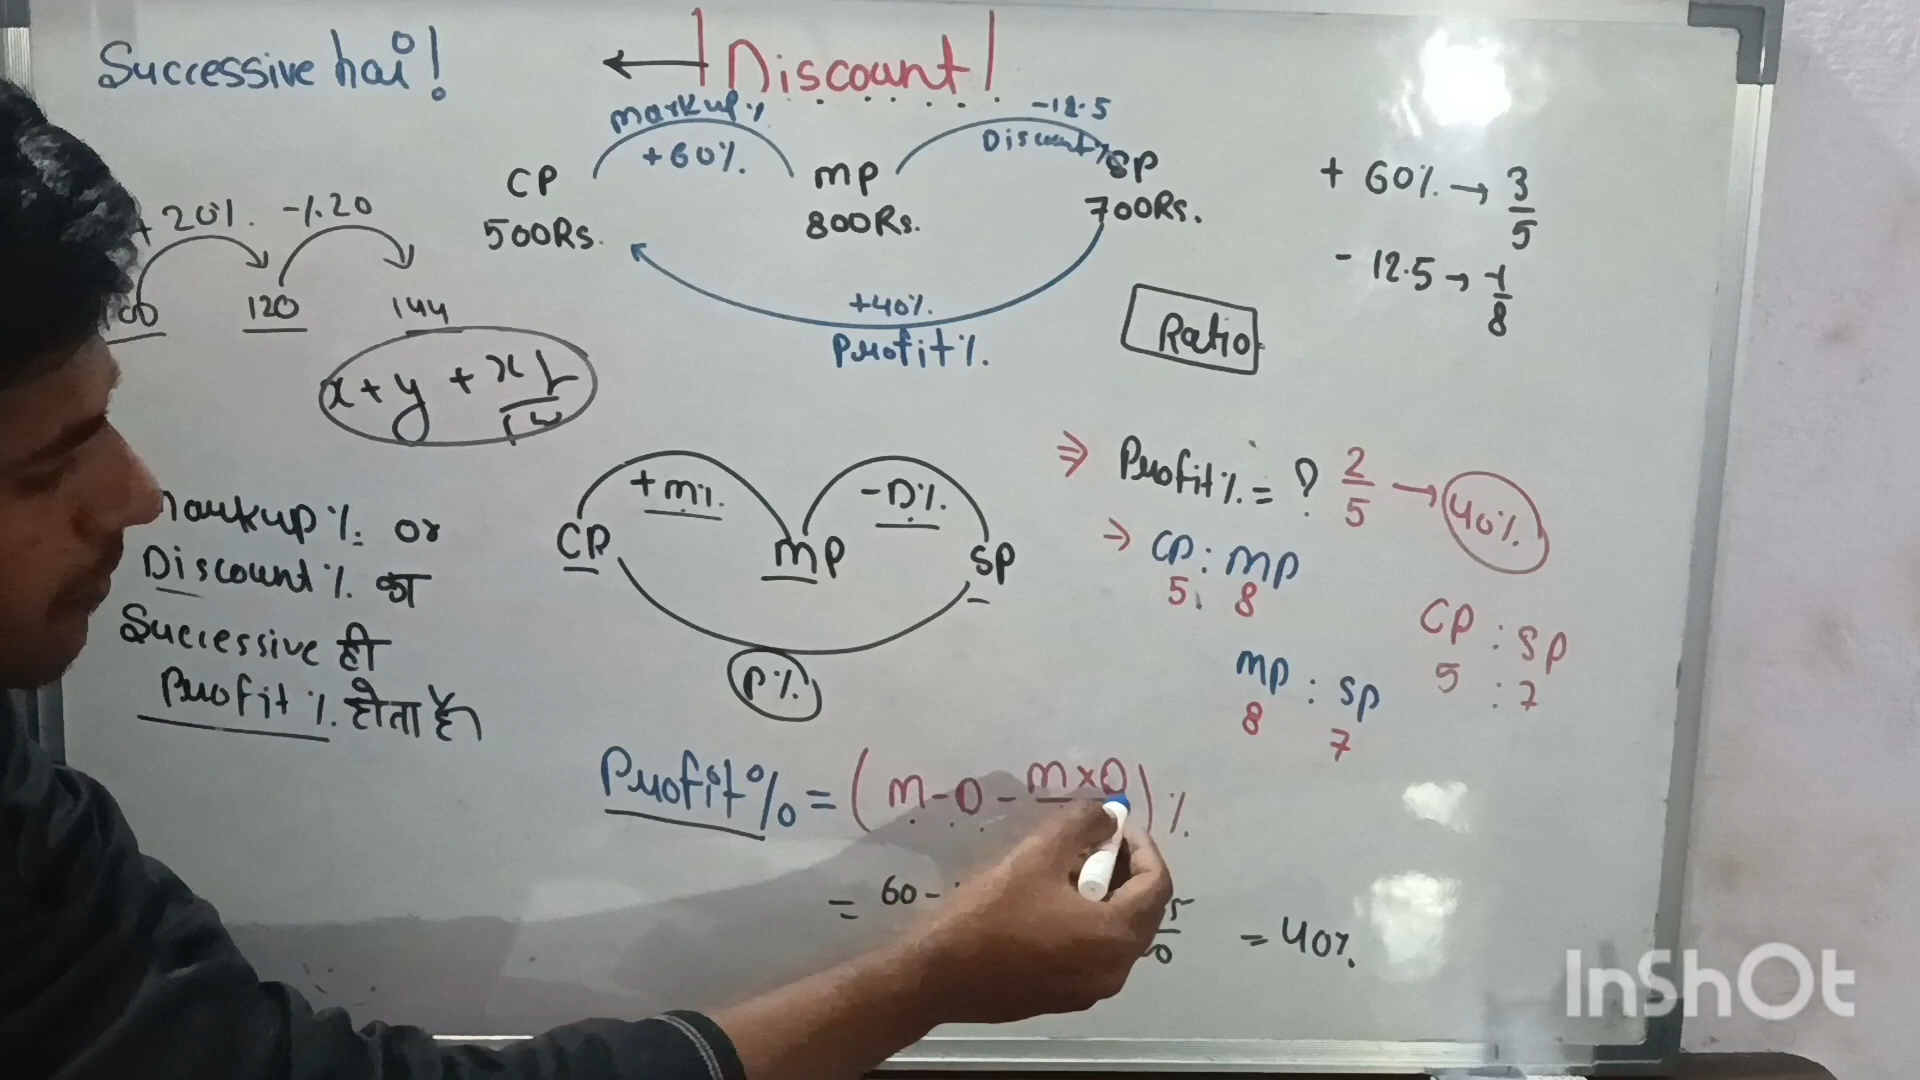 Successive hai!
← |Discount|
markup %
+60%.
-12.5
Discount %
CP
MP
SP
500Rs.
800Rs.
700Rs.
+40%.
Profit %.
+ 20%. -%20
120 144
x + y + xy
+ 60%. → 3/5
- 12.5 → -1/8
Ratio
Markup %. or
Discount %. का
Successive ही
Profit %. होता है।
+ m%.
-D%.
CP
MP
SP
P%.
⇒ Profit %. = ? 2/5 → 40%.
→ CP : MP
5 : 8
MP : SP
8 7
CP : SP
5 : 7
Profit % = (M - D - M×D) %
= 60 -
= 40%.
InShOt